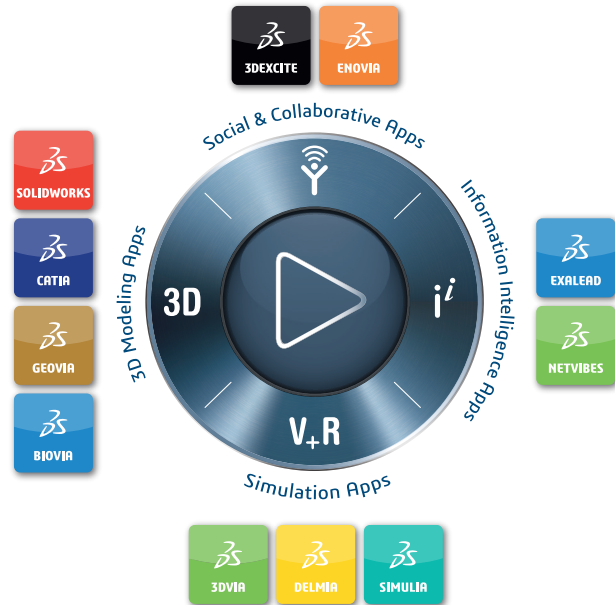 3DEXCITE
ENOVIA
Social & Collaborative Apps
SOLIDWORKS
CATIA
GEOVIA
BIOVIA
3D Modeling Apps
3D
iⁱ
Information Intelligence Apps
EXALEAD
NETVIBES
V+R
Simulation Apps
3DVIA
DELMIA
SIMULIA